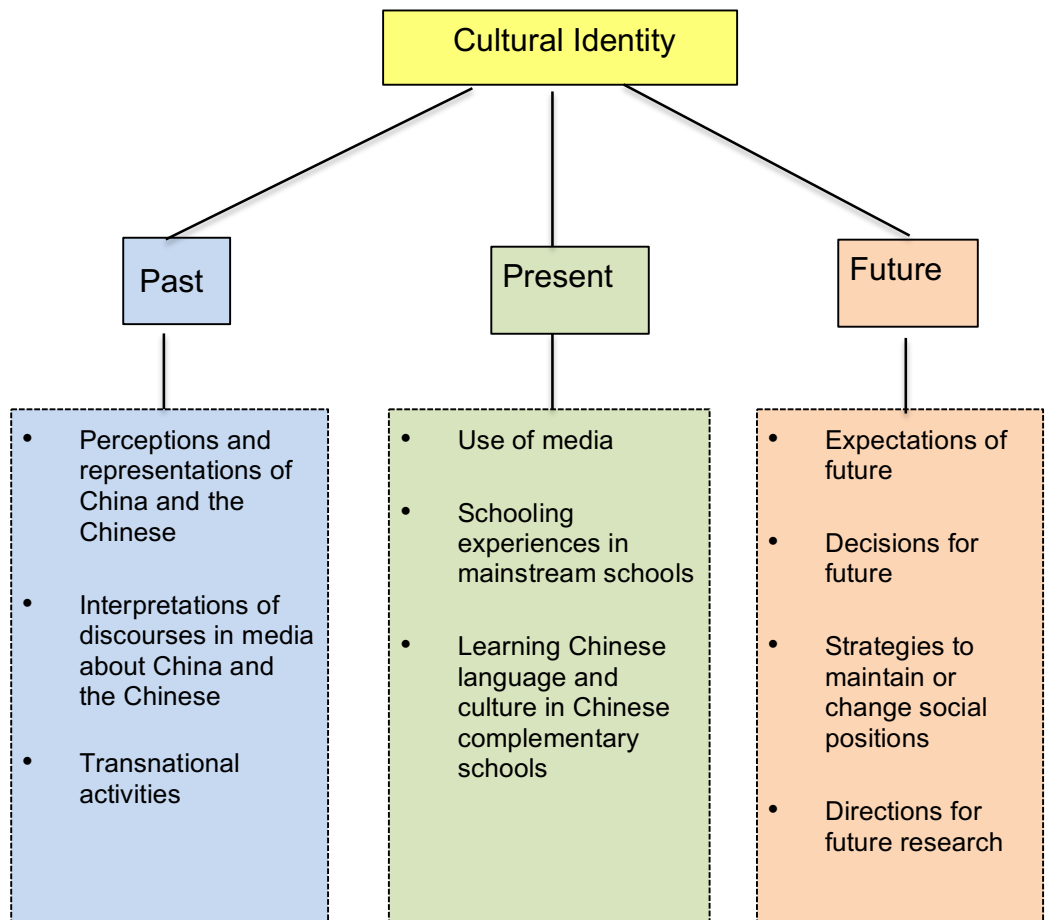 Cultural Identity
Past
Present
Future
• Perceptions and
representations of
China and the
Chinese
• Interpretations of
discourses in media
about China and
the Chinese
• Transnational
activities
• Use of media
• Schooling
experiences in
mainstream schools
• Learning Chinese
language and
culture in Chinese
complementary
schools
• Expectations of
future
• Decisions for
future
• Strategies to
maintain or
change social
positions
• Directions for
future research